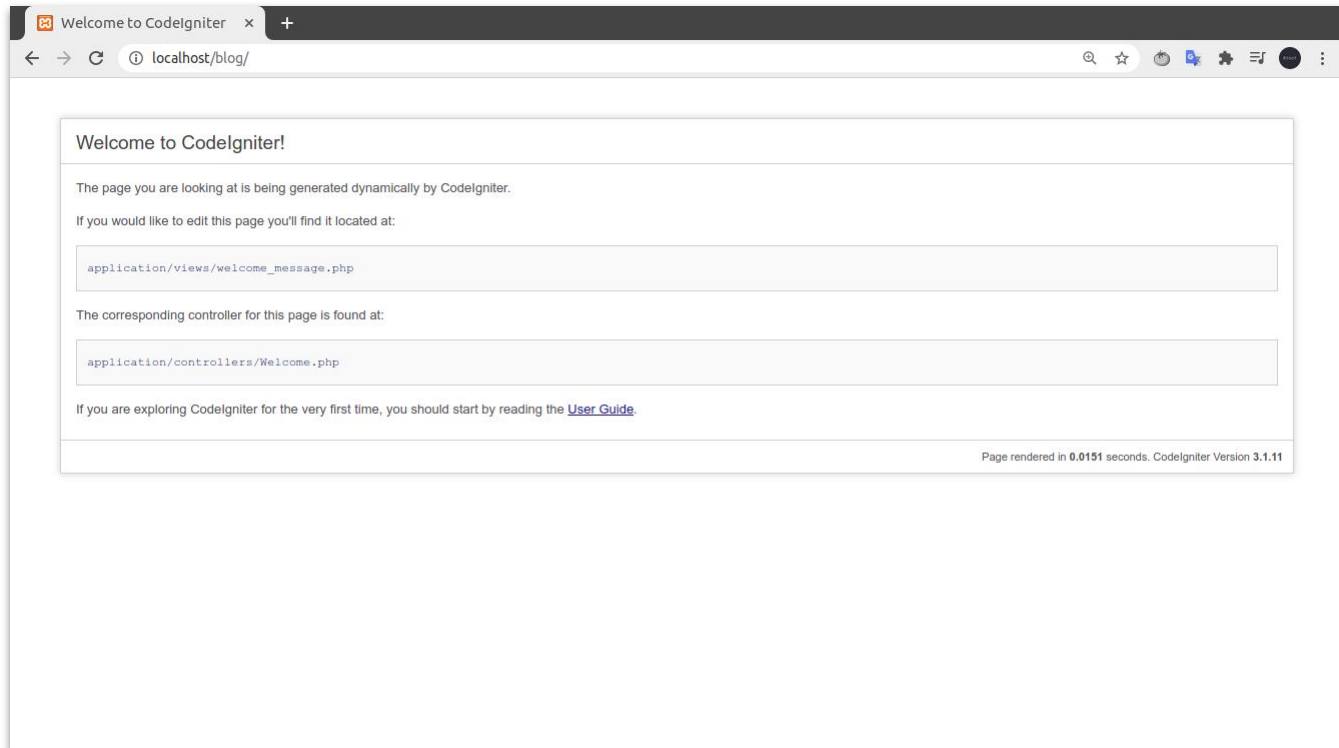 Welcome to CodeIgniter
localhost/blog/
Welcome to CodeIgniter!
The page you are looking at is being generated dynamically by CodeIgniter.
If you would like to edit this page you'll find it located at:
application/views/welcome_message.php
The corresponding controller for this page is found at:
application/controllers/Welcome.php
If you are exploring CodeIgniter for the very first time, you should start by reading the User Guide.
Page rendered in 0.0151 seconds. CodeIgniter Version 3.1.11